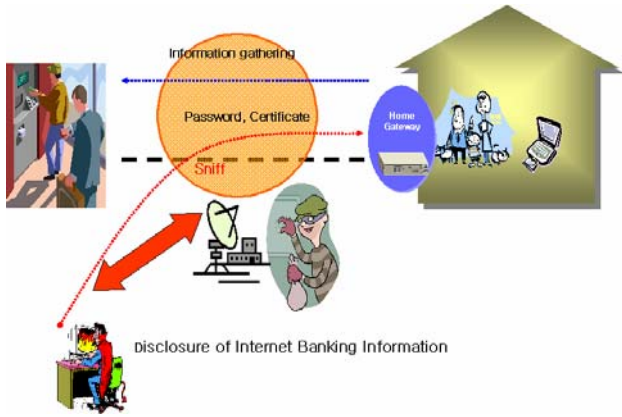 Information gathering
Password, Certificate
Home
Gateway
Sniff
Disclosure of Internet Banking Information